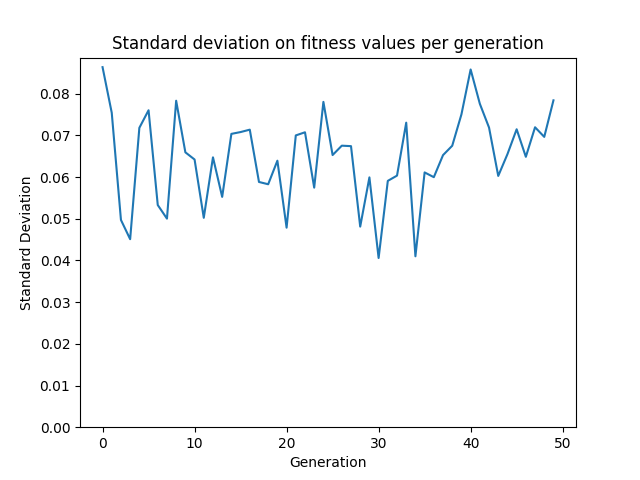 Standard deviation on fitness values per generation
Standard Deviation
0.08
0.07
0.06
0.05
0.04
0.03
0.02
0.01
0.00
0 10 20 30 40 50
Generation